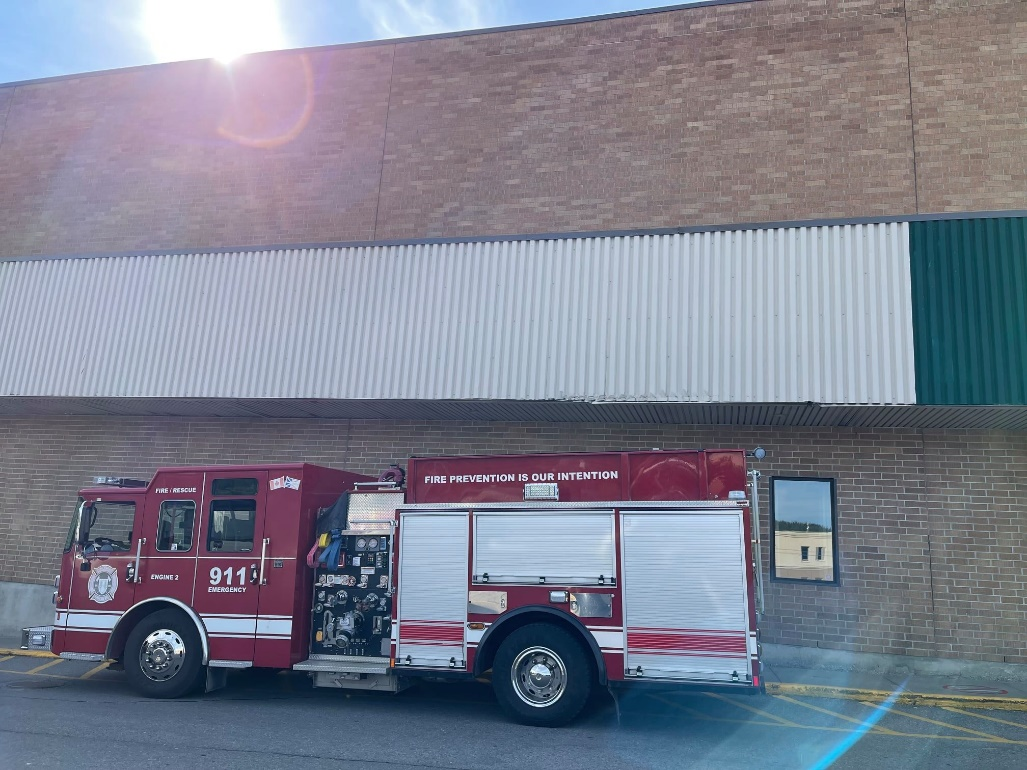 FIRE PREVENTION IS OUR INTENTION
FIRE / RESCUE
911
EMERGENCY
ENGINE 2